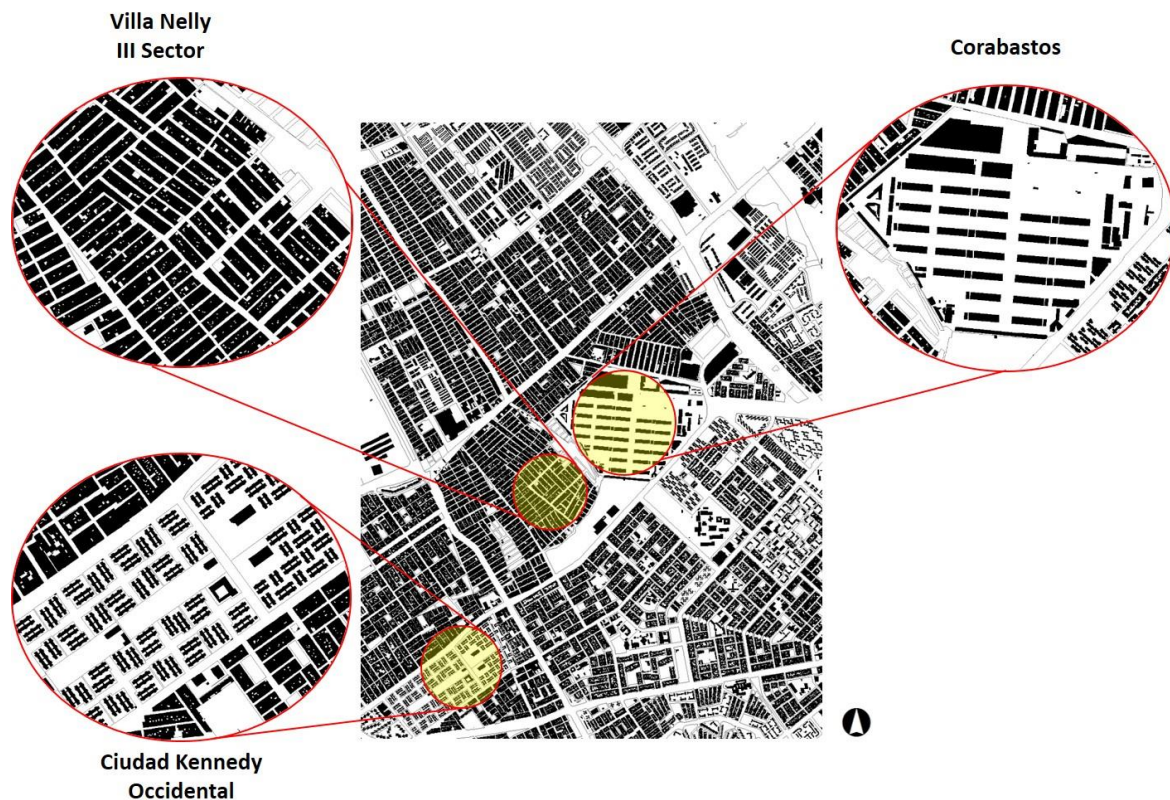 Villa Nelly
III Sector
Corabastos
Ciudad Kennedy
Occidental